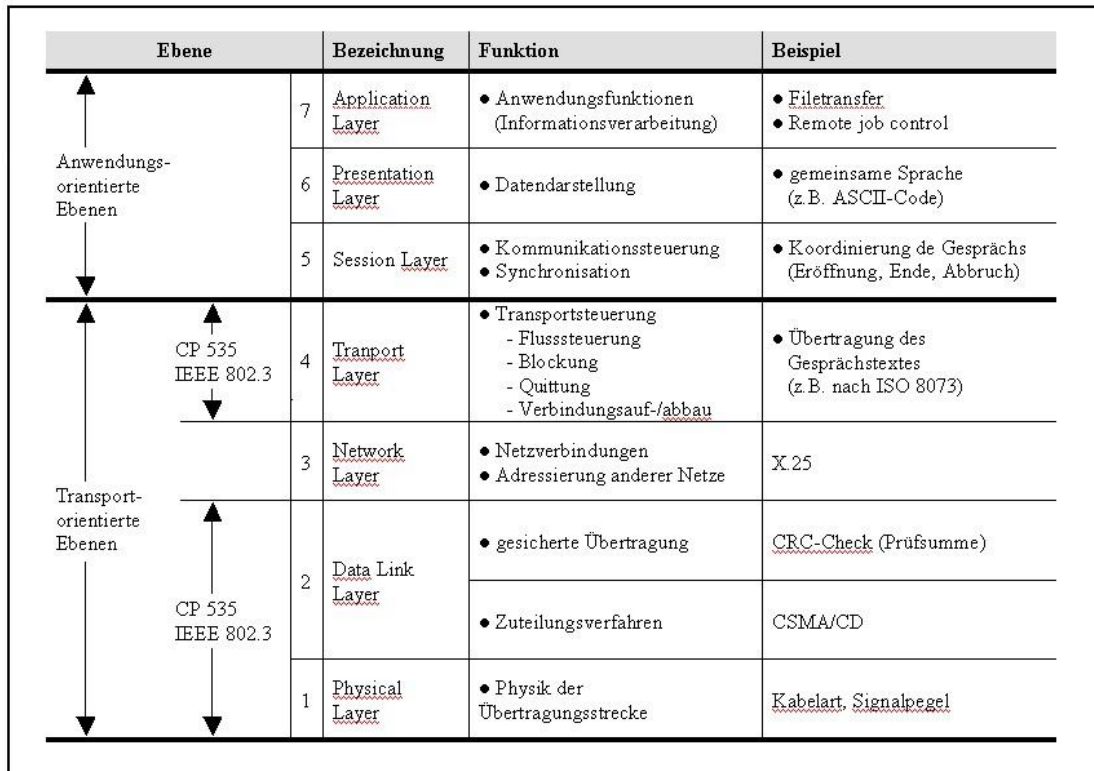 Ebene Bezeichnung Funktion Beispiel
Anwendungs-
orientierte
Ebenen
7
Application
Layer
● Anwendungsfunktionen
(Informationsverarbeitung)
● Filetransfer
● Remote job control
6
Presentation
Layer
● Datendarstellung
● gemeinsame Sprache
(z.B. ASCII-Code)
5
Session Layer
● Kommunikationssteuerung
● Synchronisation
● Koordinierung de Gesprächs
(Eröffnung, Ende, Abbruch)
Transport-
orientierte
Ebenen
CP 535
IEEE 802.3
4
Tranport
Layer
● Transportsteuerung
- Flusssteuerung
- Blockung
- Quittung
- Verbindungsauf-/abbau
● Übertragung des
Gesprächstextes
(z.B. nach ISO 8073)
3
Network
Layer
● Netzverbindungen
● Adressierung anderer Netze
X.25
CP 535
IEEE 802.3
2
Data Link
Layer
● gesicherte Übertragung
CRC-Check (Prüfsumme)
● Zuteilungsverfahren
CSMA/CD
1
Physical
Layer
● Physik der
Übertragungsstrecke
Kabelart, Signalpegel